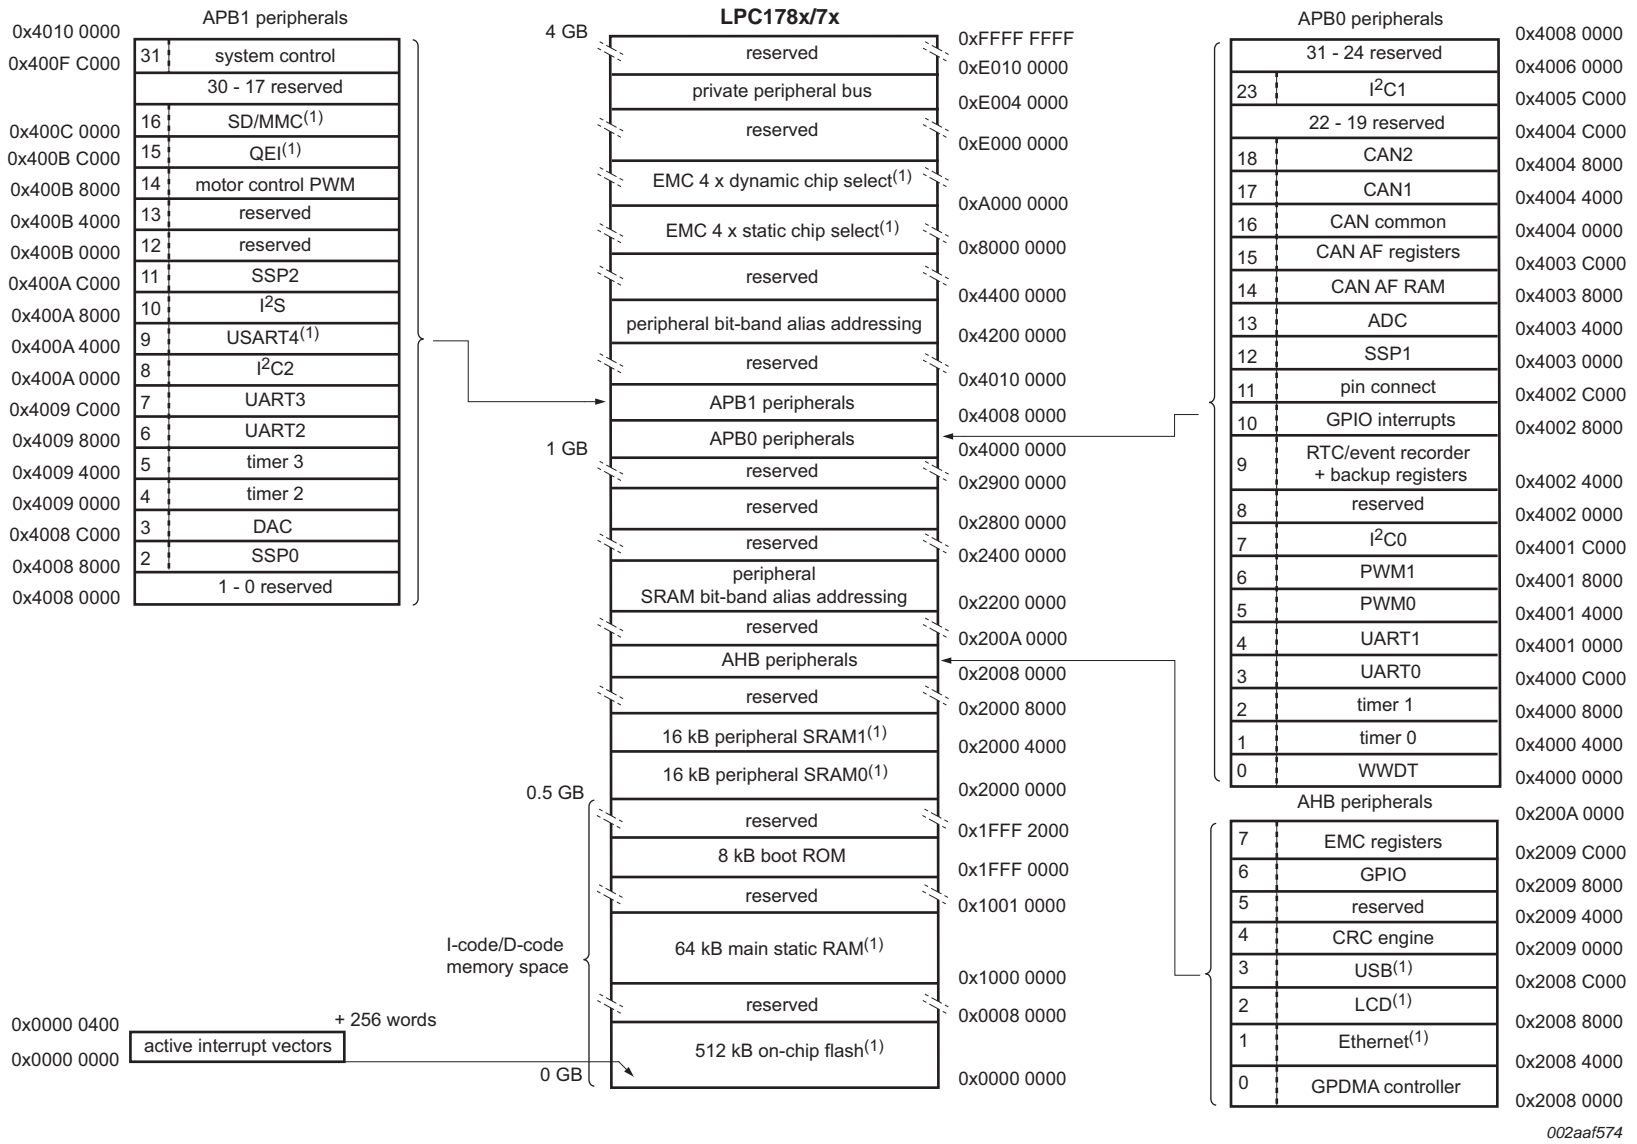 APB1 peripherals
0x4010 0000
31 system control
0x400F C000
30 - 17 reserved
16 SD/MMC(1)
0x400C 0000
15 QEI(1)
0x400B C000
14 motor control PWM
0x400B 8000
13 reserved
0x400B 4000
12 reserved
0x400B 0000
11 SSP2
0x400A C000
10 I2S
0x400A 8000
9 USART4(1)
0x400A 4000
8 I2C2
0x400A 0000
7 UART3
0x4009 C000
6 UART2
0x4009 8000
5 timer 3
0x4009 4000
4 timer 2
0x4009 0000
3 DAC
0x4008 C000
2 SSP0
0x4008 8000
1 - 0 reserved
0x4008 0000
+ 256 words
0x0000 0400
active interrupt vectors
0x0000 0000
LPC178x/7x
4 GB
0xFFFF FFFF
reserved
0xE010 0000
private peripheral bus
0xE004 0000
reserved
0xE000 0000
EMC 4 x dynamic chip select(1)
0xA000 0000
EMC 4 x static chip select(1)
0x8000 0000
reserved
0x4400 0000
peripheral bit-band alias addressing
0x4200 0000
reserved
0x4010 0000
APB1 peripherals
0x4008 0000
APB0 peripherals
1 GB
0x4000 0000
reserved
0x2900 0000
reserved
0x2800 0000
reserved
0x2400 0000
peripheral
SRAM bit-band alias addressing
0x2200 0000
reserved
0x200A 0000
AHB peripherals
0x2008 0000
reserved
0x2000 8000
16 kB peripheral SRAM1(1)
0x2000 4000
16 kB peripheral SRAM0(1)
0.5 GB
0x2000 0000
reserved
0x1FFF 2000
8 kB boot ROM
0x1FFF 0000
reserved
0x1001 0000
I-code/D-code
memory space
64 kB main static RAM(1)
0x1000 0000
reserved
0x0008 0000
512 kB on-chip flash(1)
0 GB
0x0000 0000
APB0 peripherals
0x4008 0000
31 - 24 reserved
0x4006 0000
23 I2C1
0x4005 C000
22 - 19 reserved
0x4004 C000
18 CAN2
0x4004 8000
17 CAN1
0x4004 4000
16 CAN common
0x4004 0000
15 CAN AF registers
0x4003 C000
14 CAN AF RAM
0x4003 8000
13 ADC
0x4003 4000
12 SSP1
0x4003 0000
11 pin connect
0x4002 C000
10 GPIO interrupts
0x4002 8000
9 RTC/event recorder
+ backup registers
0x4002 4000
8 reserved
0x4002 0000
7 I2C0
0x4001 C000
6 PWM1
0x4001 8000
5 PWM0
0x4001 4000
4 UART1
0x4001 0000
3 UART0
0x4000 C000
2 timer 1
0x4000 8000
1 timer 0
0x4000 4000
0 WWDT
0x4000 0000
AHB peripherals
0x200A 0000
7 EMC registers
0x2009 C000
6 GPIO
0x2009 8000
5 reserved
0x2009 4000
4 CRC engine
0x2009 0000
3 USB(1)
0x2008 C000
2 LCD(1)
0x2008 8000
1 Ethernet(1)
0x2008 4000
0 GPDMA controller
0x2008 0000
002aaf574